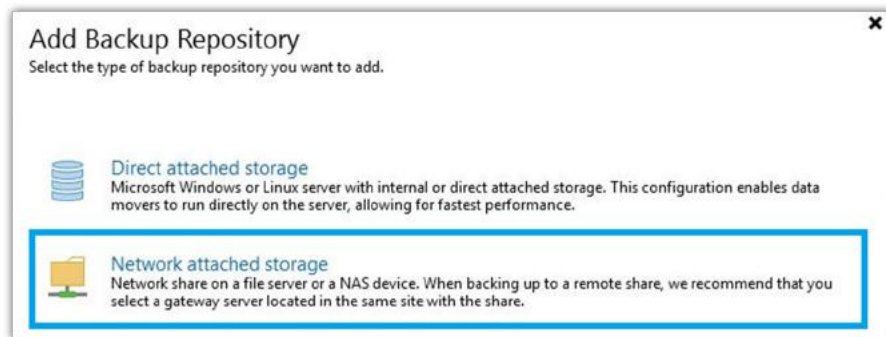 Add Backup Repository
Select the type of backup repository you want to add.
Direct attached storage
Microsoft Windows or Linux server with internal or direct attached storage. This configuration enables data
movers to run directly on the server, allowing for fastest performance.
Network attached storage
Network share on a file server or a NAS device. When backing up to a remote share, we recommend that you
select a gateway server located in the same site with the share.